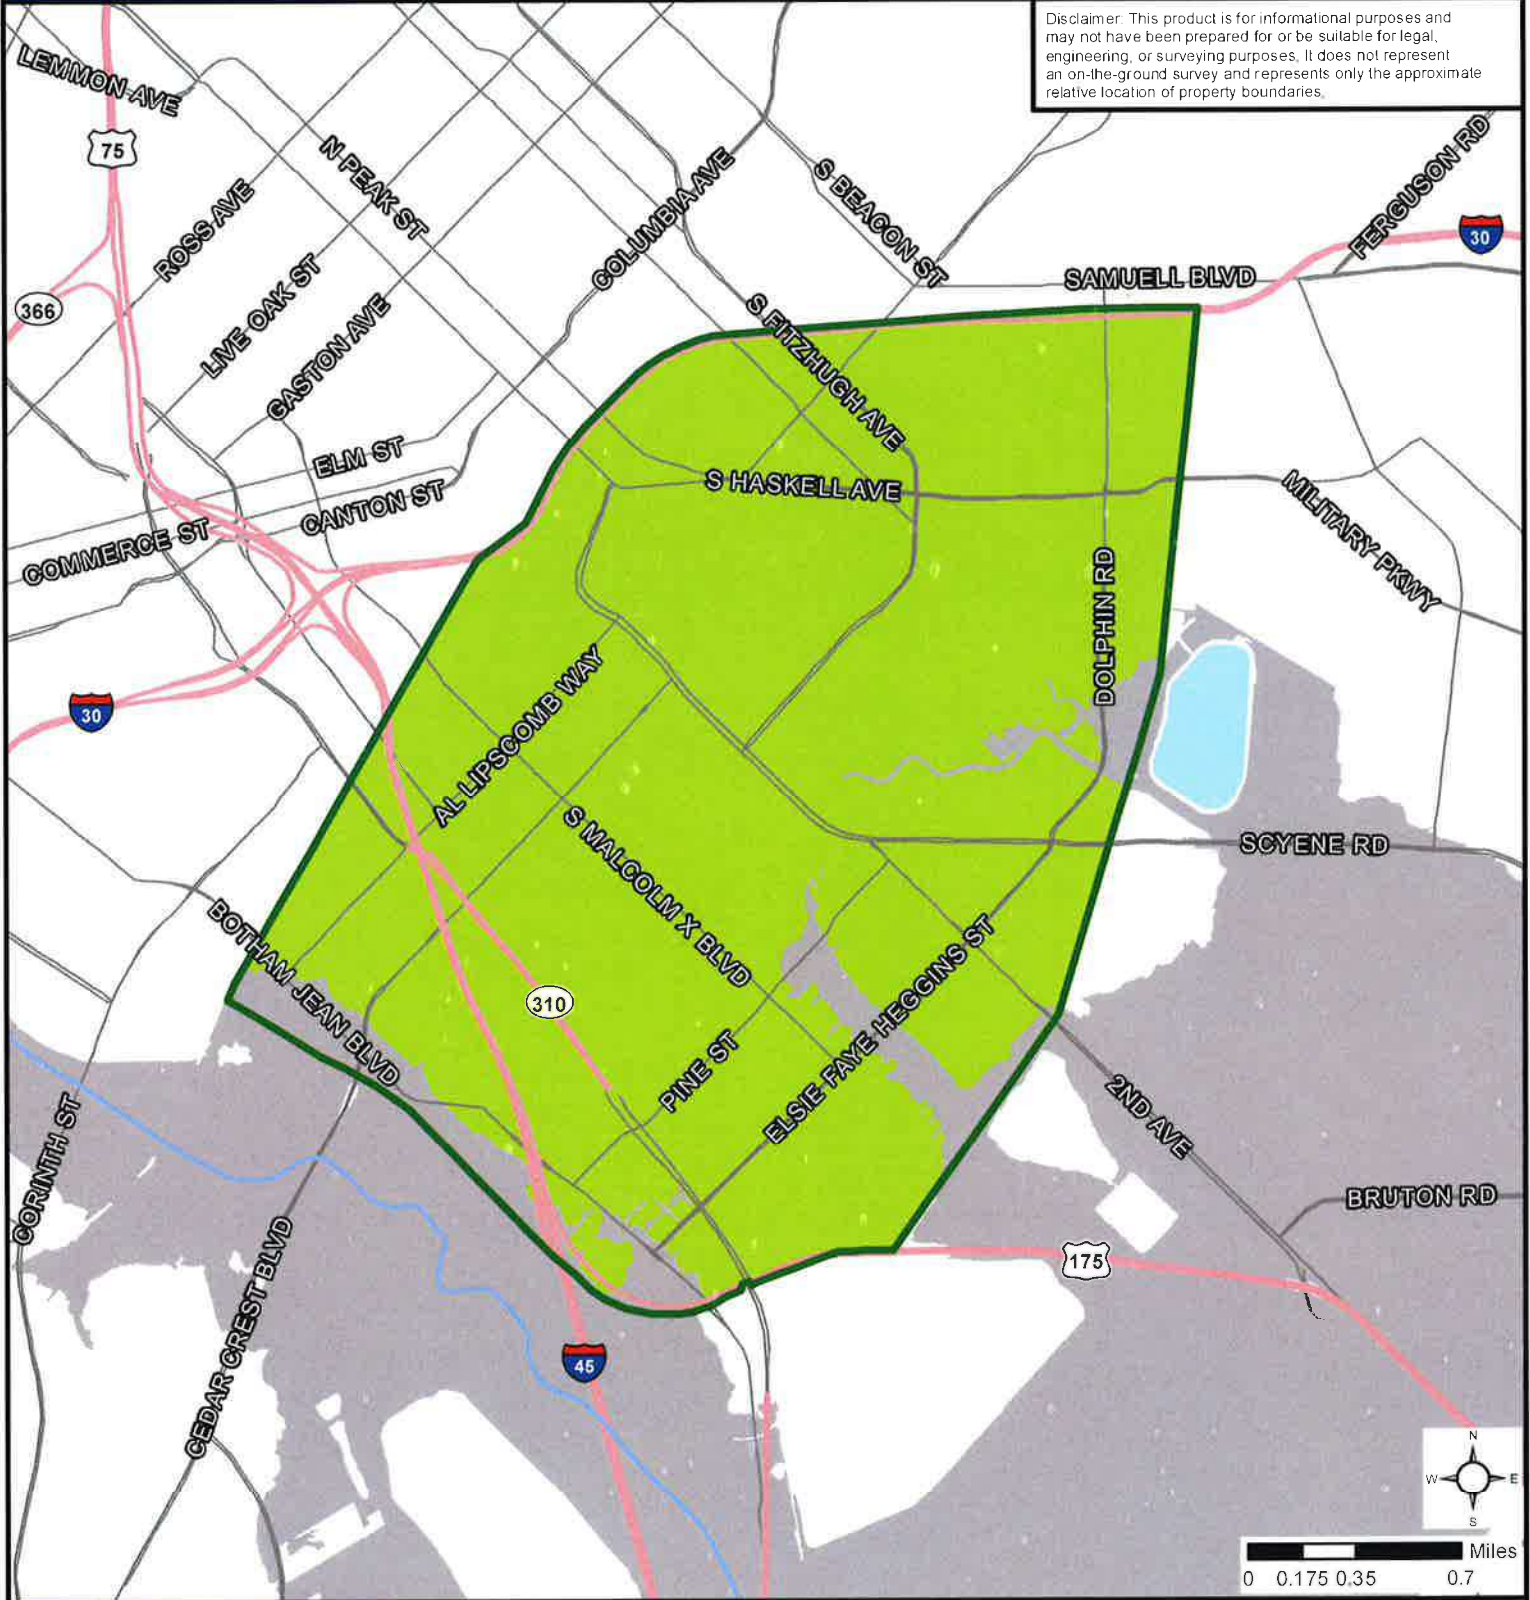 Disclaimer: This product is for informational purposes and
may not have been prepared for or be suitable for legal,
engineering, or surveying purposes. It does not represent
an on-the-ground survey and represents only the approximate
relative location of property boundaries.
LEMMON AVE
75
N PEAK ST
ROSS AVE
COLUMBIA AVE
S BEACON ST
FERGUSON RD
30
SAMUELL BLVD
366
LIVE OAK ST
GASTON AVE
S FITZHUGH AVE
ELM ST
CANTON ST
COMMERCE ST
S HASKELL AVE
MILITARY PKWY
DOLPHIN RD
30
AL LIPSCOMB WAY
S MALCOLM X BLVD
SCYENE RD
BOTHAM JEAN BLVD
310
ELSIE FAYE HEGGINS ST
PINE ST
2ND AVE
CORINTH ST
BRUTON RD
CEDAR CREST BLVD
175
45
N
W
E
S
Miles
0 0.175 0.35 0.7